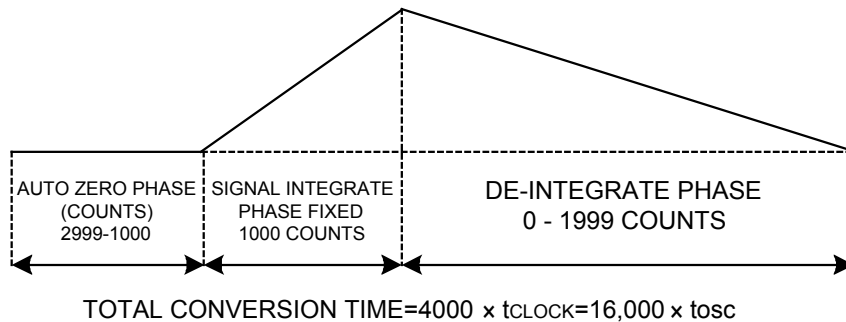 AUTO ZERO PHASE
(COUNTS)
2999-1000
SIGNAL INTEGRATE
PHASE FIXED
1000 COUNTS
DE-INTEGRATE PHASE
0 - 1999 COUNTS
TOTAL CONVERSION TIME=4000 × tCLOCK=16,000 × tosc